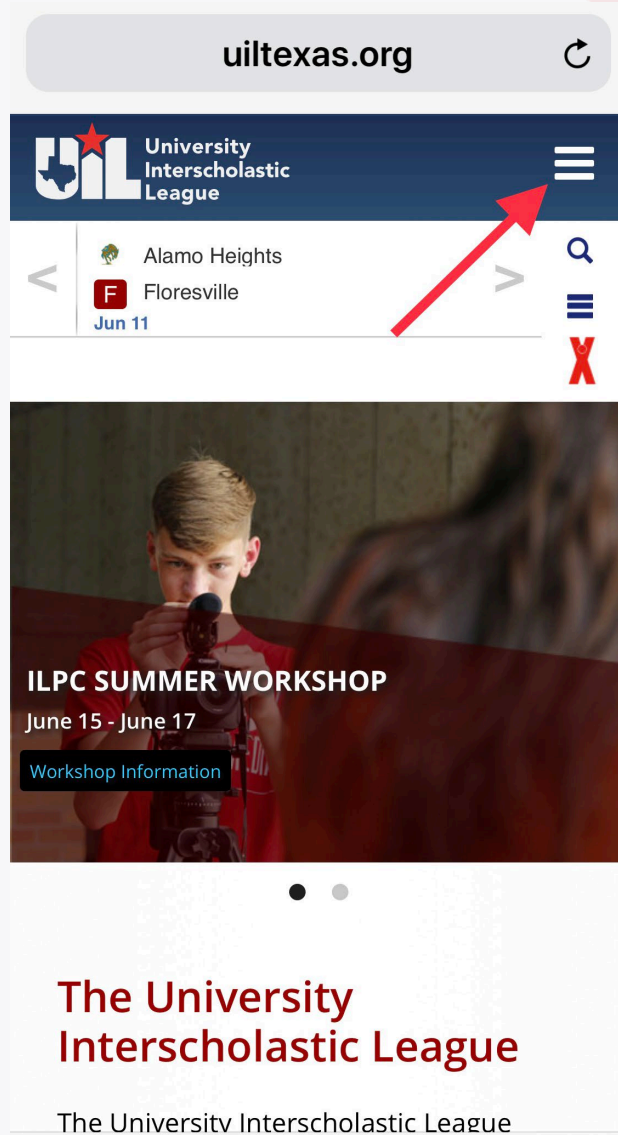 uiltexas.org
UIL
University
Interscholastic
League
Alamo Heights
F
Floresville
Jun 11
ILPC SUMMER WORKSHOP
June 15 - June 17
Workshop Information
The University
Interscholastic League
The University Interscholastic League